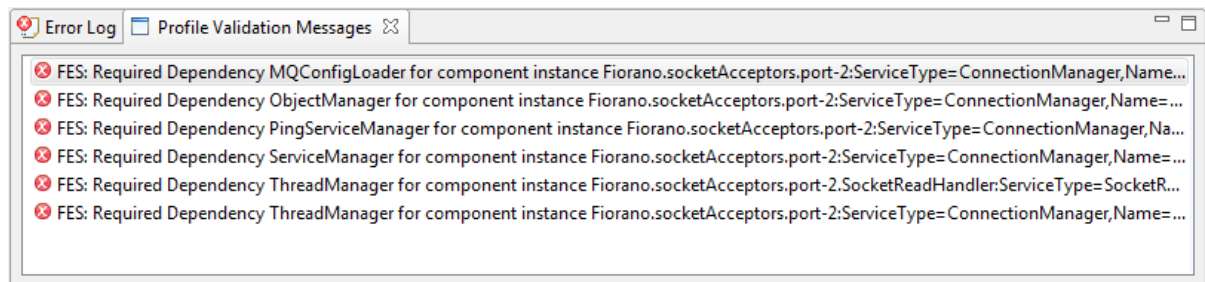 Error Log Profile Validation Messages
FES: Required Dependency MQConfigLoader for component instance Fiorano.socketAcceptors.port-2:ServiceType=ConnectionManager,Name...
FES: Required Dependency ObjectManager for component instance Fiorano.socketAcceptors.port-2:ServiceType=ConnectionManager,Name=...
FES: Required Dependency PingServiceManager for component instance Fiorano.socketAcceptors.port-2:ServiceType=ConnectionManager,Na...
FES: Required Dependency ServiceManager for component instance Fiorano.socketAcceptors.port-2:ServiceType=ConnectionManager,Name=...
FES: Required Dependency ThreadManager for component instance Fiorano.socketAcceptors.port-2.SocketReadHandler:ServiceType=SocketR...
FES: Required Dependency ThreadManager for component instance Fiorano.socketAcceptors.port-2:ServiceType=ConnectionManager,Name=...